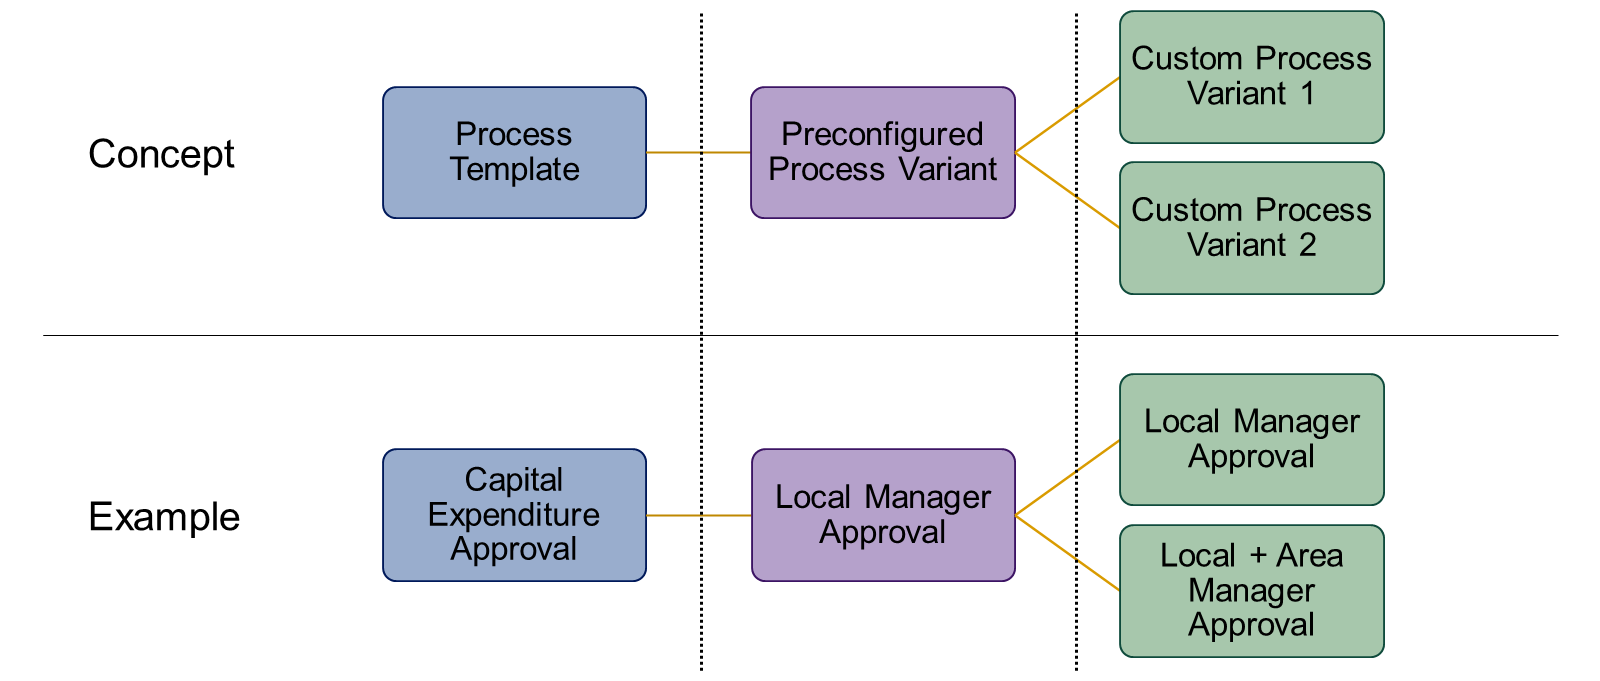 Concept
Process
Template
Preconfigured
Process Variant
Custom Process
Variant 1
Custom Process
Variant 2
Example
Capital
Expenditure
Approval
Local Manager
Approval
Local Manager
Approval
Local + Area
Manager
Approval